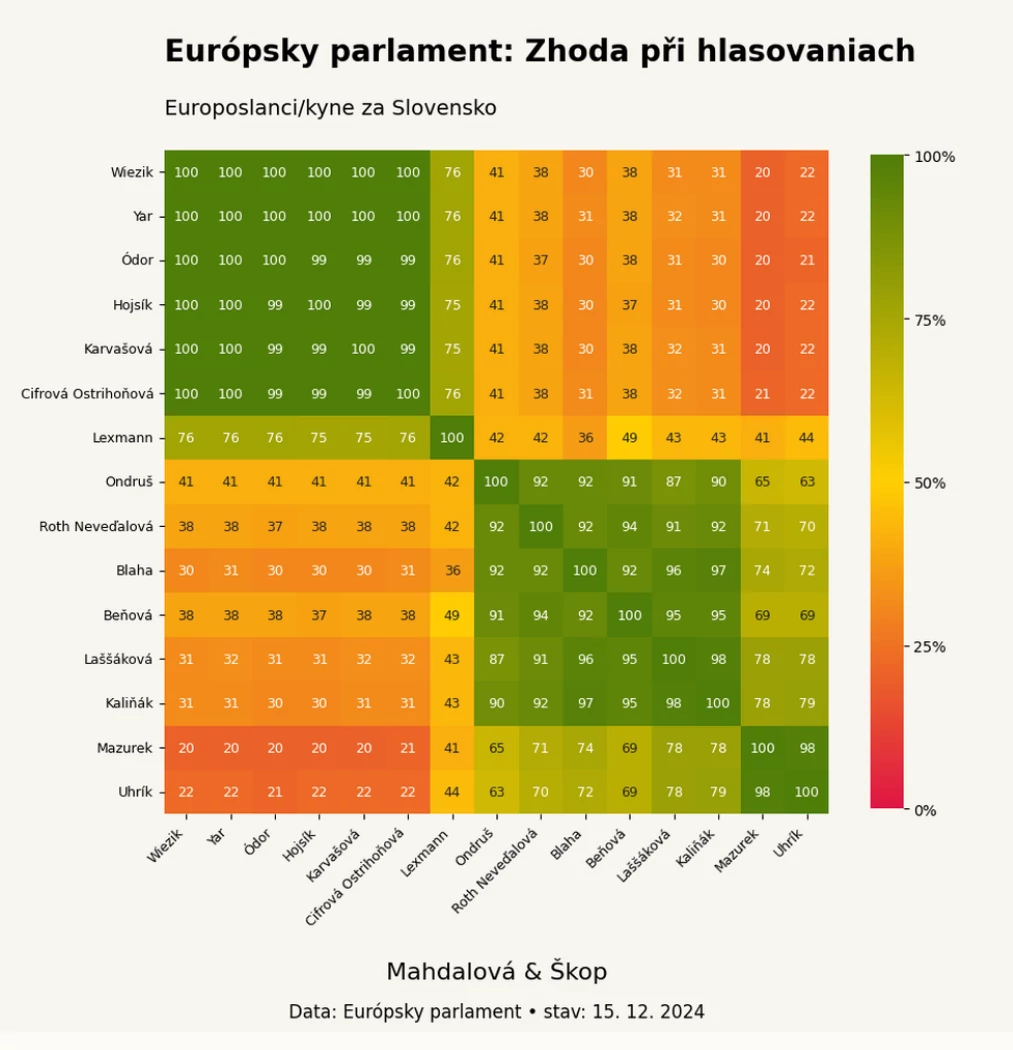 Európsky parlament: Zhoda při hlasovaniach
Europoslanci/kyne za Slovensko
Wiezik 100 100 100 100 100 100 76 41 38 30 38 31 31 20 22
Yar 100 100 100 100 100 100 76 41 38 31 38 32 31 20 22
Ódor 100 100 100 99 99 99 76 41 37 30 38 31 30 20 21
Hojsík 100 100 99 100 99 99 75 41 38 30 37 31 30 20 22
Karvašová 100 100 99 99 100 99 75 41 38 30 38 32 31 20 22
Cifrová Ostrihoňová 100 100 99 99 99 100 76 41 38 31 38 32 31 21 22
Lexmann 76 76 76 75 75 76 100 42 42 36 49 43 43 41 44
Ondruš 41 41 41 41 41 41 42 100 92 92 91 87 90 65 63
Roth Neveďalová 38 38 37 38 38 38 42 92 100 92 94 91 92 71 70
Blaha 30 31 30 30 30 31 36 92 92 100 92 96 97 74 72
Beňová 38 38 38 37 38 38 49 91 94 92 100 95 95 69 69
Laššáková 31 32 31 31 32 32 43 87 91 96 95 100 98 78 78
Kaliňák 31 31 30 30 31 31 43 90 92 97 95 98 100 78 79
Mazurek 20 20 20 20 20 21 41 65 71 74 69 78 78 100 98
Uhrík 22 22 21 22 22 22 44 63 70 72 69 78 79 98 100
Wiezik Yar Ódor Hojsík Karvašová Cifrová Ostrihoňová Lexmann Ondruš Roth Neveďalová Blaha Beňová Laššáková Kaliňák Mazurek Uhrík
100%
75%
50%
25%
0%
Mahdalová & Škop
Data: Európsky parlament • stav: 15. 12. 2024